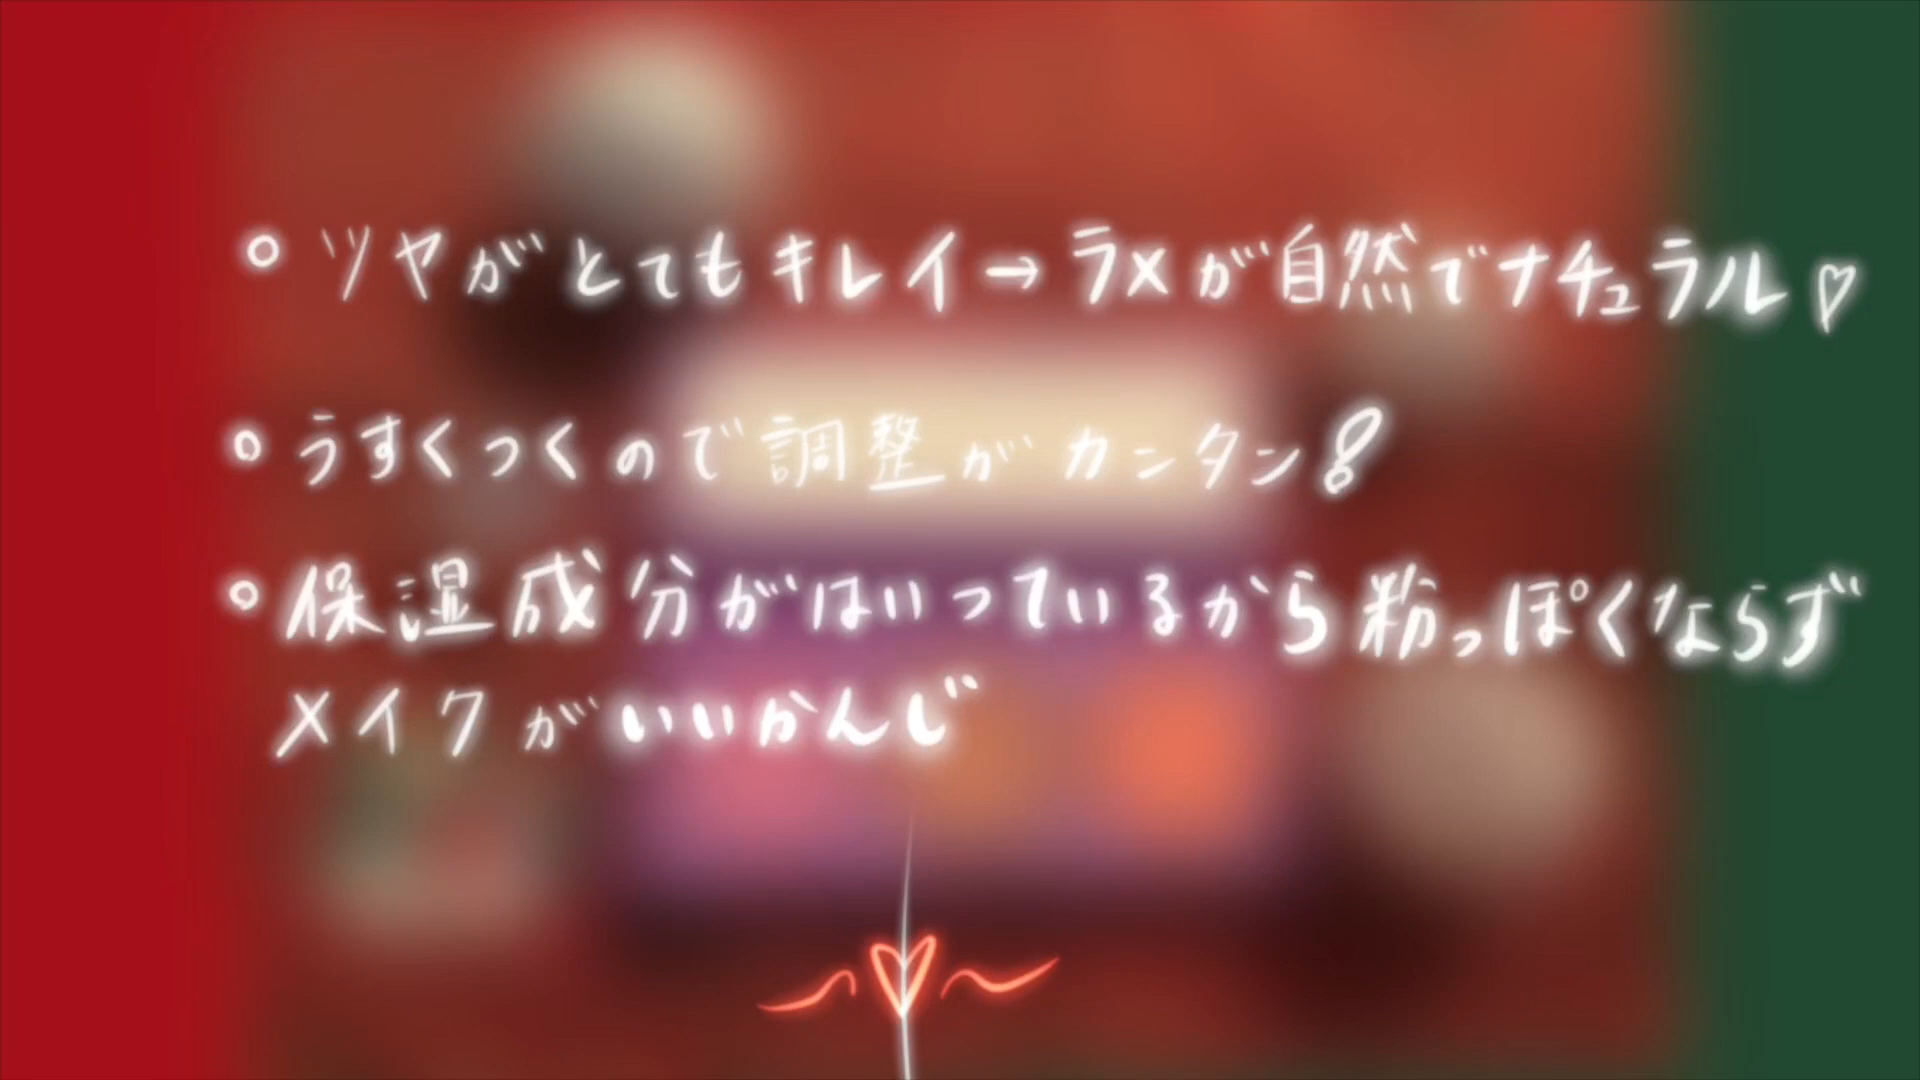 ○ツヤがとてもキレイ→ラメが自然でナチュラル♡
○うすくつくので調整がカンタン!
○保湿成分がはいっているから粉っぽくならず
メイクがいいかんじ